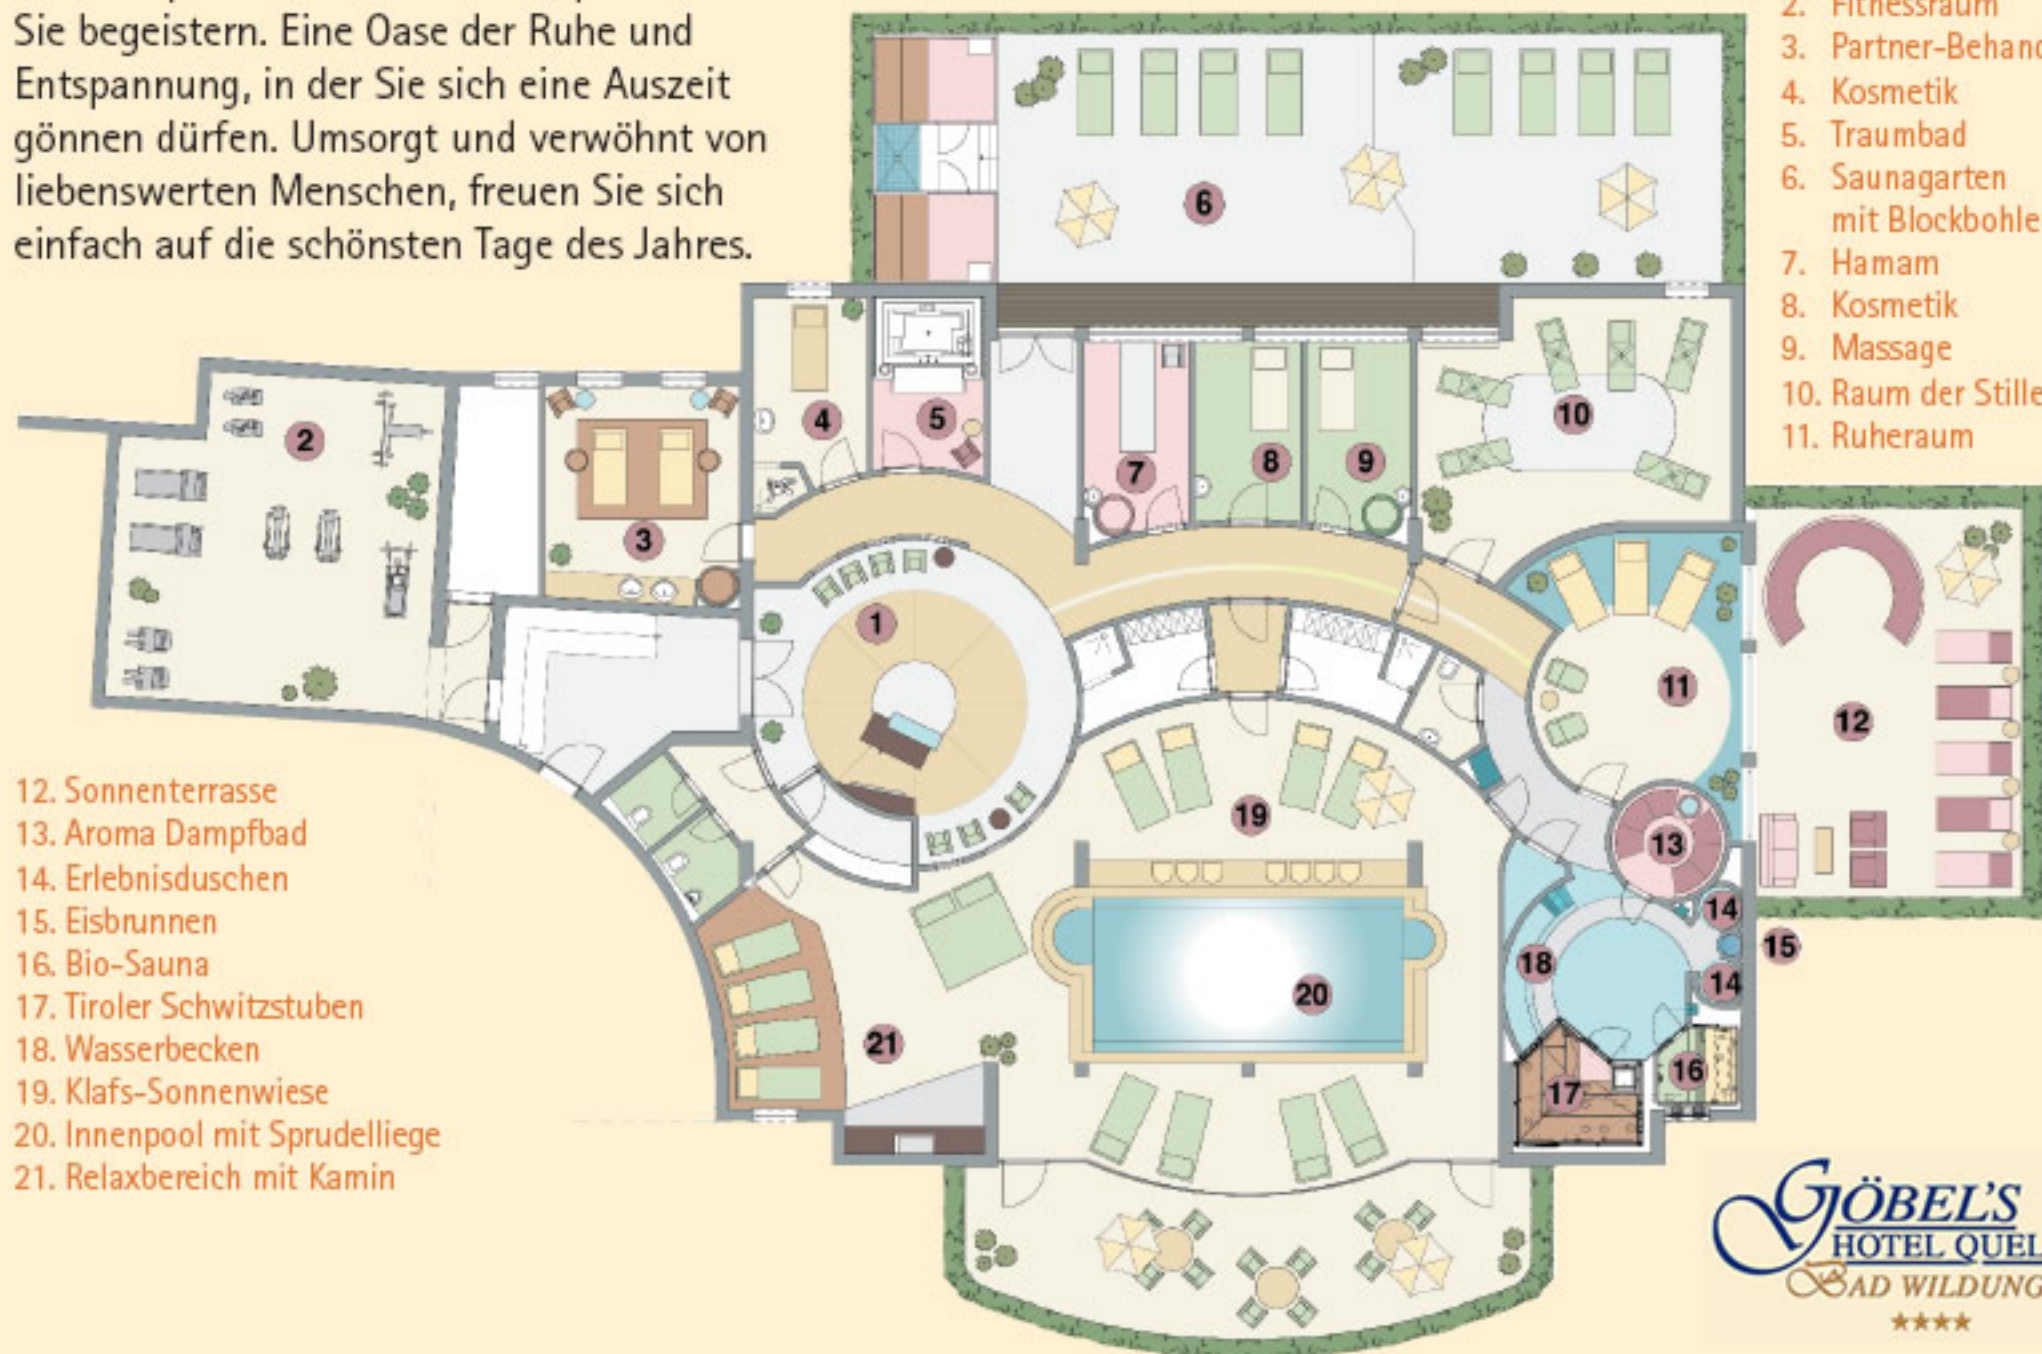 Sie begeistern. Eine Oase der Ruhe und
Entspannung, in der Sie sich eine Auszeit
gönnen dürfen. Umsorgt und verwöhnt von
liebenswerten Menschen, freuen Sie sich
einfach auf die schönsten Tage des Jahres.
2. Fitnessraum
3. Partner-Behand
4. Kosmetik
5. Traumbad
6. Saunagarten
mit Blockbohle
7. Hamam
8. Kosmetik
9. Massage
10. Raum der Stille
11. Ruheraum
6
2
3
4
5
7
8
9
10
1
11
12
19
13
14
15
14
18
20
21
16
17
12. Sonnenterrasse
13. Aroma Dampfbad
14. Erlebnisduschen
15. Eisbrunnen
16. Bio-Sauna
17. Tiroler Schwitzstuben
18. Wasserbecken
19. Klafs-Sonnenwiese
20. Innenpool mit Sprudelliege
21. Relaxbereich mit Kamin
GÖBEL'S
HOTEL QUEL
BAD WILDUNG